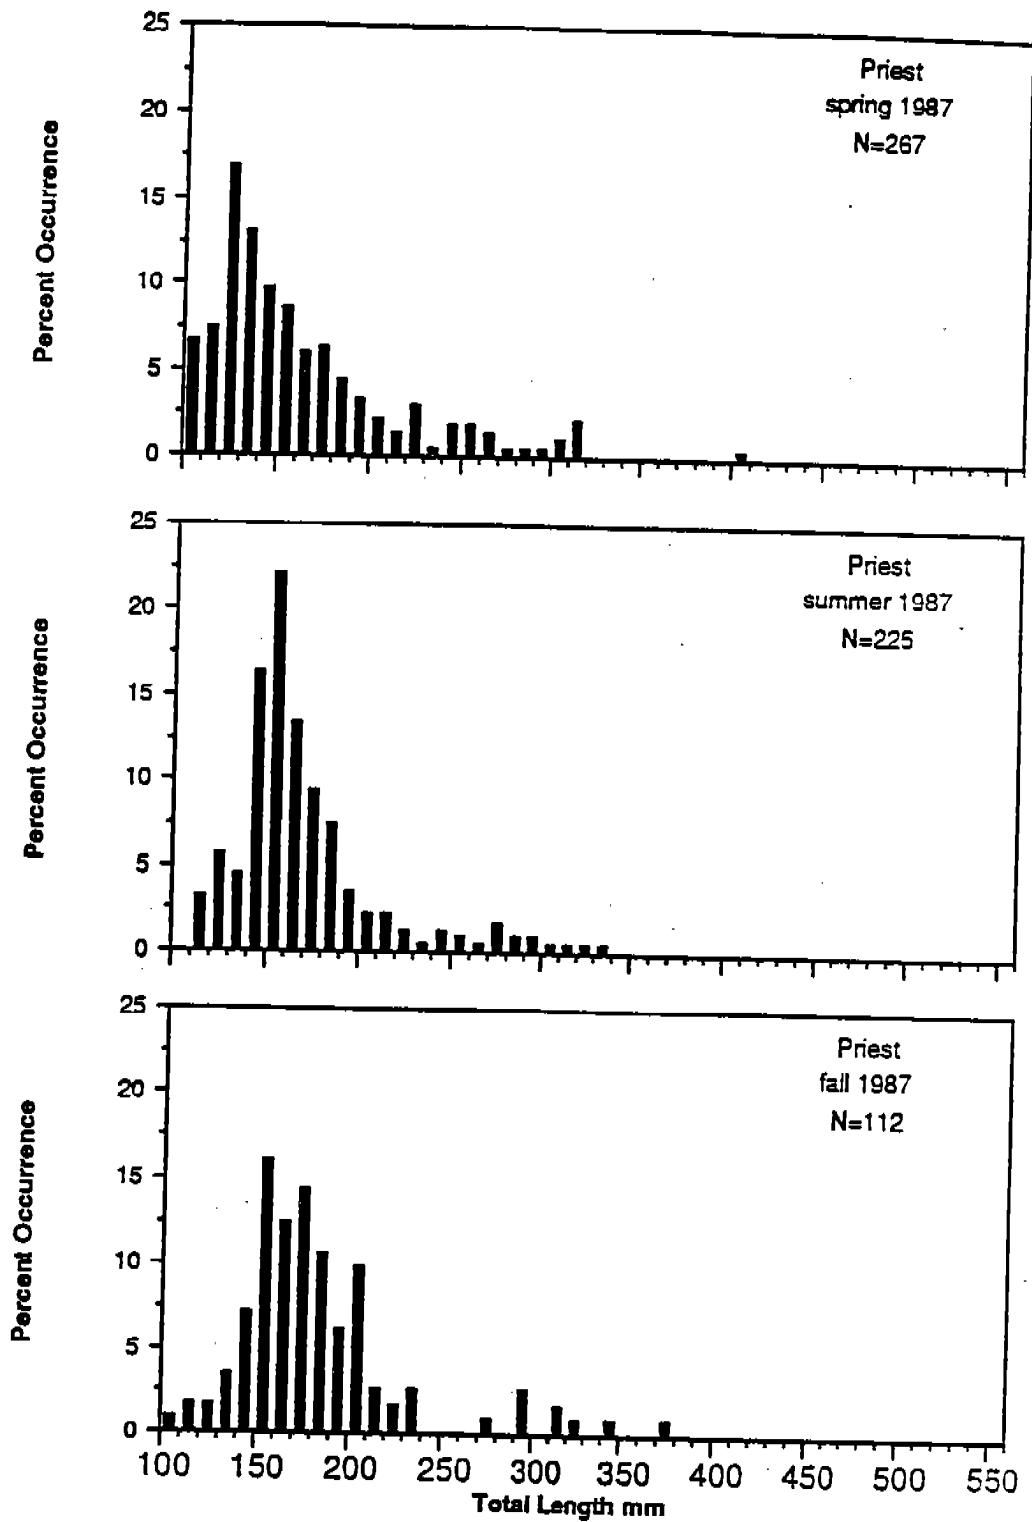 25
Priest
spring 1987
N=267
20
15
10
5
0
Percent Occurrence
25
Priest
summer 1987
N=225
20
15
10
5
0
Percent Occurrence
25
Priest
fall 1987
N=112
20
15
10
5
0
Percent Occurrence
100 150 200 250 300 350 400 450 500 550
Total Length mm